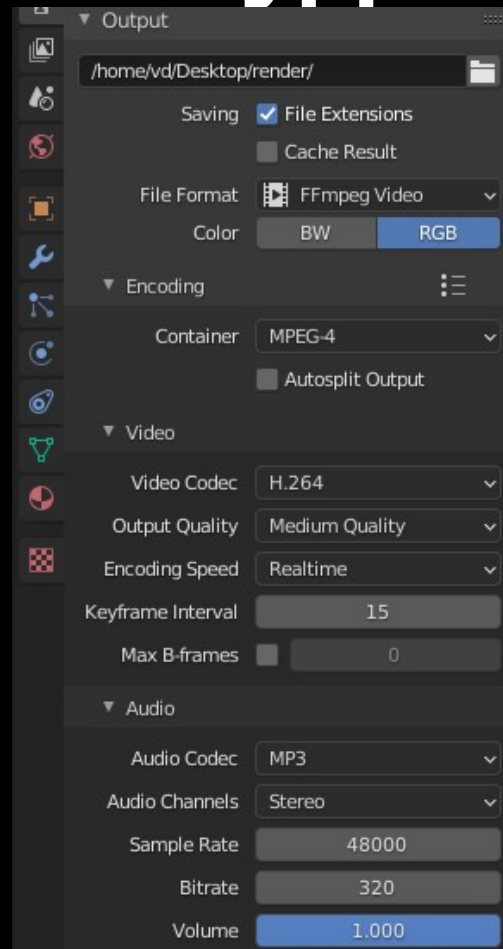 Output
/home/vd/Desktop/render/
Saving File Extensions
Cache Result
File Format FFmpeg Video
Color BW RGB
Encoding
Container MPEG-4
Autosplit Output
Video
Video Codec H.264
Output Quality Medium Quality
Encoding Speed Realtime
Keyframe Interval 15
Max B-frames 0
Audio
Audio Codec MP3
Audio Channels Stereo
Sample Rate 48000
Bitrate 320
Volume 1.000